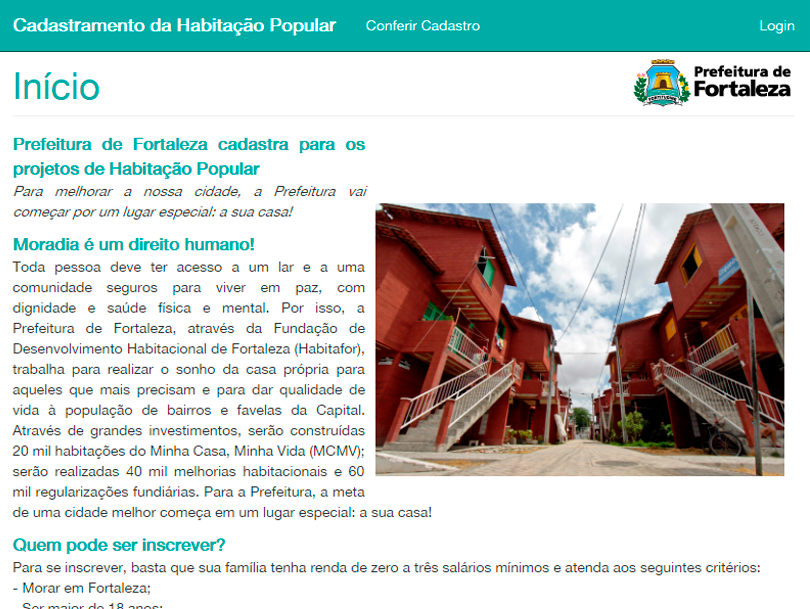 Cadastramento da Habitação Popular Conferir Cadastro Login
Início
Prefeitura de
Fortaleza
FORTITUDINE
Prefeitura de Fortaleza cadastra para os
projetos de Habitação Popular
Para melhorar a nossa cidade, a Prefeitura vai
começar por um lugar especial: a sua casa!
Moradia é um direito humano!
Toda pessoa deve ter acesso a um lar e a uma
comunidade seguros para viver em paz, com
dignidade e saúde física e mental. Por isso, a
Prefeitura de Fortaleza, através da Fundação de
Desenvolvimento Habitacional de Fortaleza (Habitafor),
trabalha para realizar o sonho da casa própria para
aqueles que mais precisam e para dar qualidade de
vida à população de bairros e favelas da Capital.
Através de grandes investimentos, serão construídas
20 mil habitações do Minha Casa, Minha Vida (MCMV);
serão realizadas 40 mil melhorias habitacionais e 60
mil regularizações fundiárias. Para a Prefeitura, a meta
de uma cidade melhor começa em um lugar especial: a sua casa!
Quem pode ser inscrever?
Para se inscrever, basta que sua família tenha renda de zero a três salários mínimos e atenda aos seguintes critérios:
- Morar em Fortaleza;
- Ser maior de 18 anos;